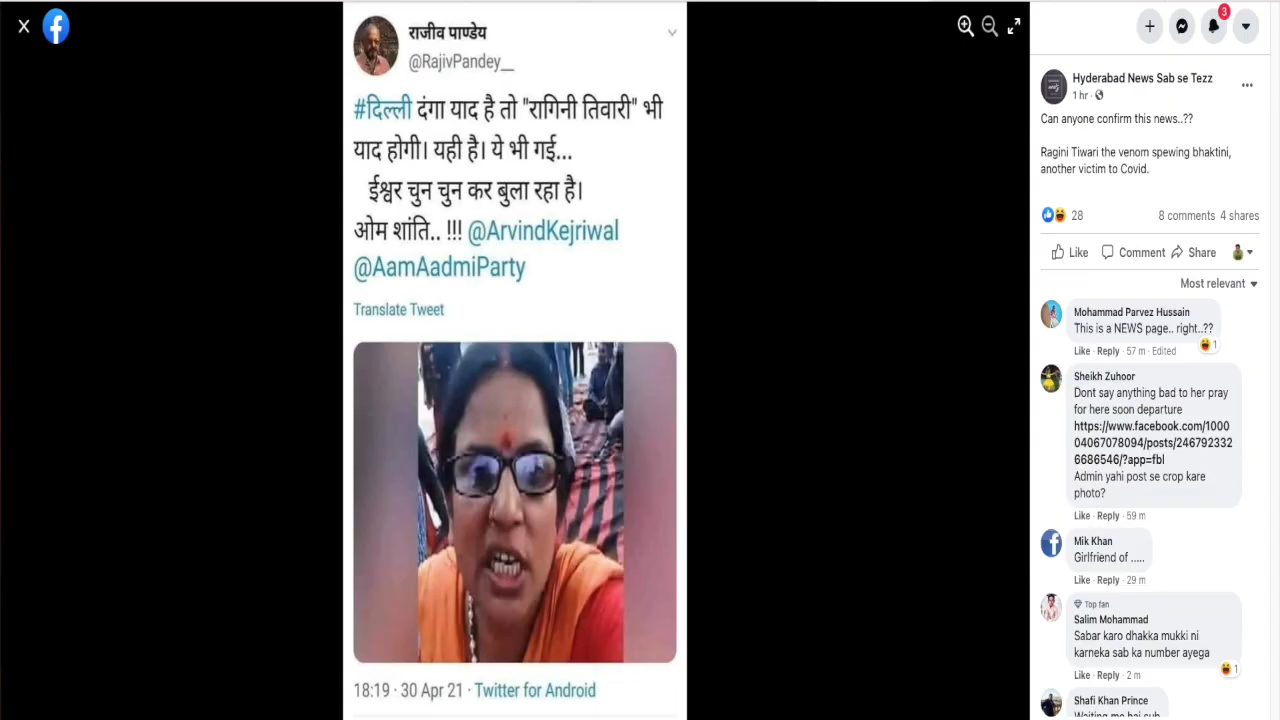 X
राजीव पाण्डेय
@RajivPandey__
#दिल्ली दंगा याद है तो "रागिनी तिवारी" भी
याद होगी। यही है। ये भी गई...
ईश्वर चुन चुन कर बुला रहा है।
ओम शांति.. !!! @ArvindKejriwal
@AamAadmiParty
Translate Tweet
18:19 · 30 Apr 21 · Twitter for Android
3
Hyderabad News Sab se Tezz
1 hr ·
Can anyone confirm this news..??
Ragini Tiwari the venom spewing bhaktini,
another victim to Covid.
28 8 comments 4 shares
Like Comment Share
Most relevant
Mohammad Parvez Hussain
This is a NEWS page.. right..??
1
Like · Reply · 57 m · Edited
Sheikh Zuhoor
Dont say anything bad to her pray
for here soon departure
https://www.facebook.com/1000
04067078094/posts/246792332
6686546/?app=fbl
Admin yahi post se crop kare
photo?
Like · Reply · 59 m
Mik Khan
Girlfriend of .....
Like · Reply · 29 m
Top fan
Salim Mohammad
Sabar karo dhakka mukki ni
karneka sab ka number ayega
1
Like · Reply · 2 m
Shafi Khan Prince